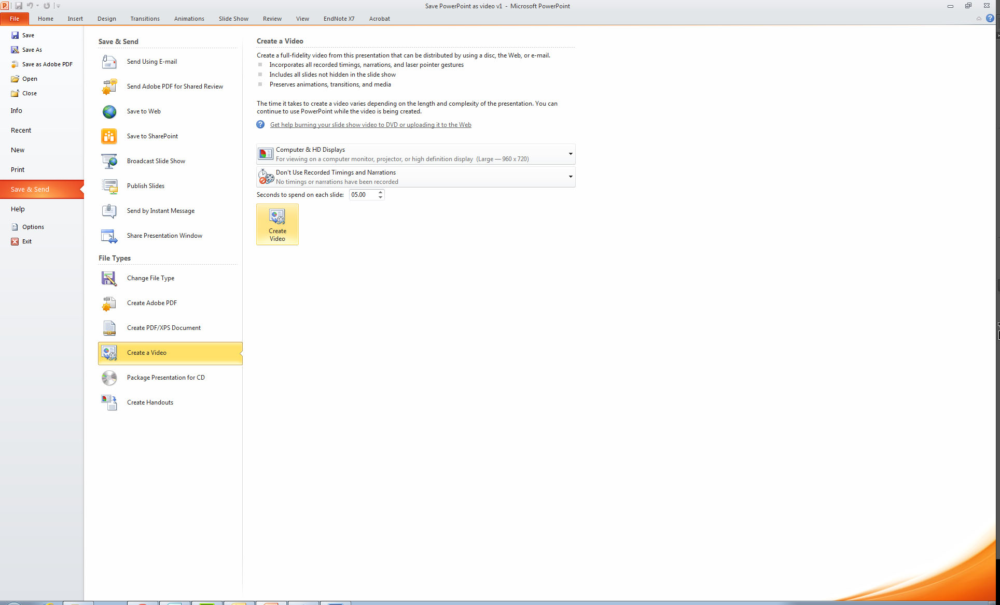 Save PowerPoint as video v1 - Microsoft PowerPoint
File Home Insert Design Transitions Animations Slide Show Review View EndNote X7 Acrobat
Save
Save As
Save as Adobe PDF
Open
Close
Info
Recent
New
Print
Save & Send
Help
Options
Exit
Save & Send
Send Using E-mail
Send Adobe PDF for Shared Review
Save to Web
Save to SharePoint
Broadcast Slide Show
Publish Slides
Send by Instant Message
Share Presentation Window
File Types
Change File Type
Create Adobe PDF
Create PDF/XPS Document
Create a Video
Package Presentation for CD
Create Handouts
Create a Video
Create a full-fidelity video from this presentation that can be distributed by using a disc, the Web, or e-mail.
Incorporates all recorded timings, narrations, and laser pointer gestures
Includes all slides not hidden in the slide show
Preserves animations, transitions, and media
The time it takes to create a video varies depending on the length and complexity of the presentation. You can
continue to use PowerPoint while the video is being created.
Get help burning your slide show video to DVD or uploading it to the Web
Computer & HD Displays
For viewing on a computer monitor, projector, or high definition display (Large — 960 x 720)
Don't Use Recorded Timings and Narrations
No timings or narrations have been recorded
Seconds to spend on each slide: 05.00
Create
Video